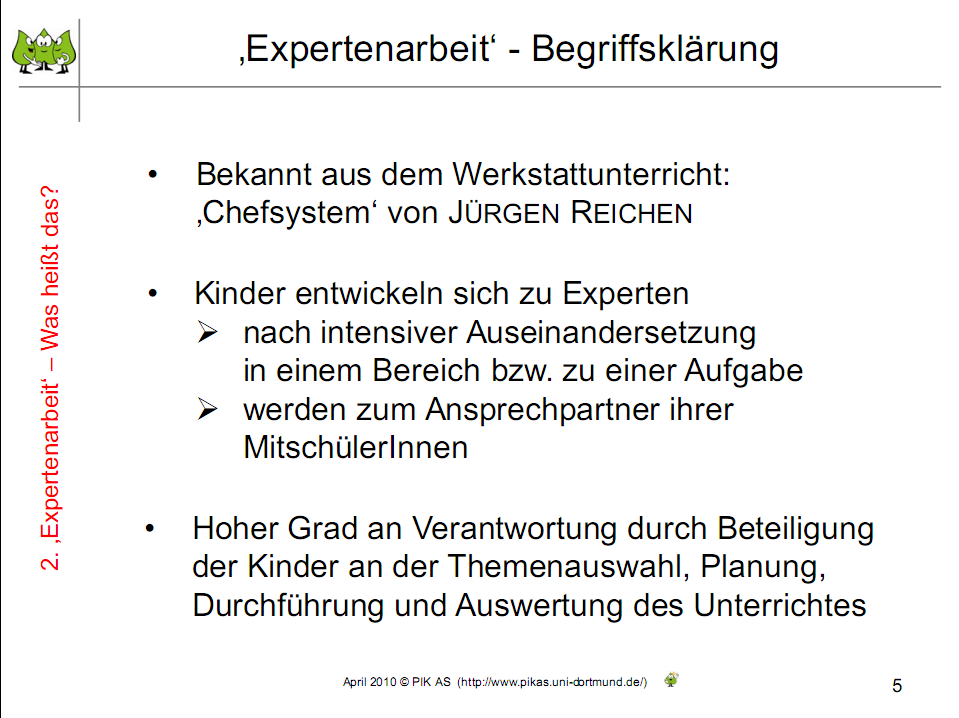 ‚Expertenarbeit‘ - Begriffsklärung
2. ‚Expertenarbeit‘ – Was heißt das?
• Bekannt aus dem Werkstattunterricht:
‚Chefsystem‘ von JÜRGEN REICHEN
• Kinder entwickeln sich zu Experten
➢ nach intensiver Auseinandersetzung
in einem Bereich bzw. zu einer Aufgabe
➢ werden zum Ansprechpartner ihrer
MitschülerInnen
• Hoher Grad an Verantwortung durch Beteiligung
der Kinder an der Themenauswahl, Planung,
Durchführung und Auswertung des Unterrichtes
April 2010 © PIK AS (http://www.pikas.uni-dortmund.de/)
5